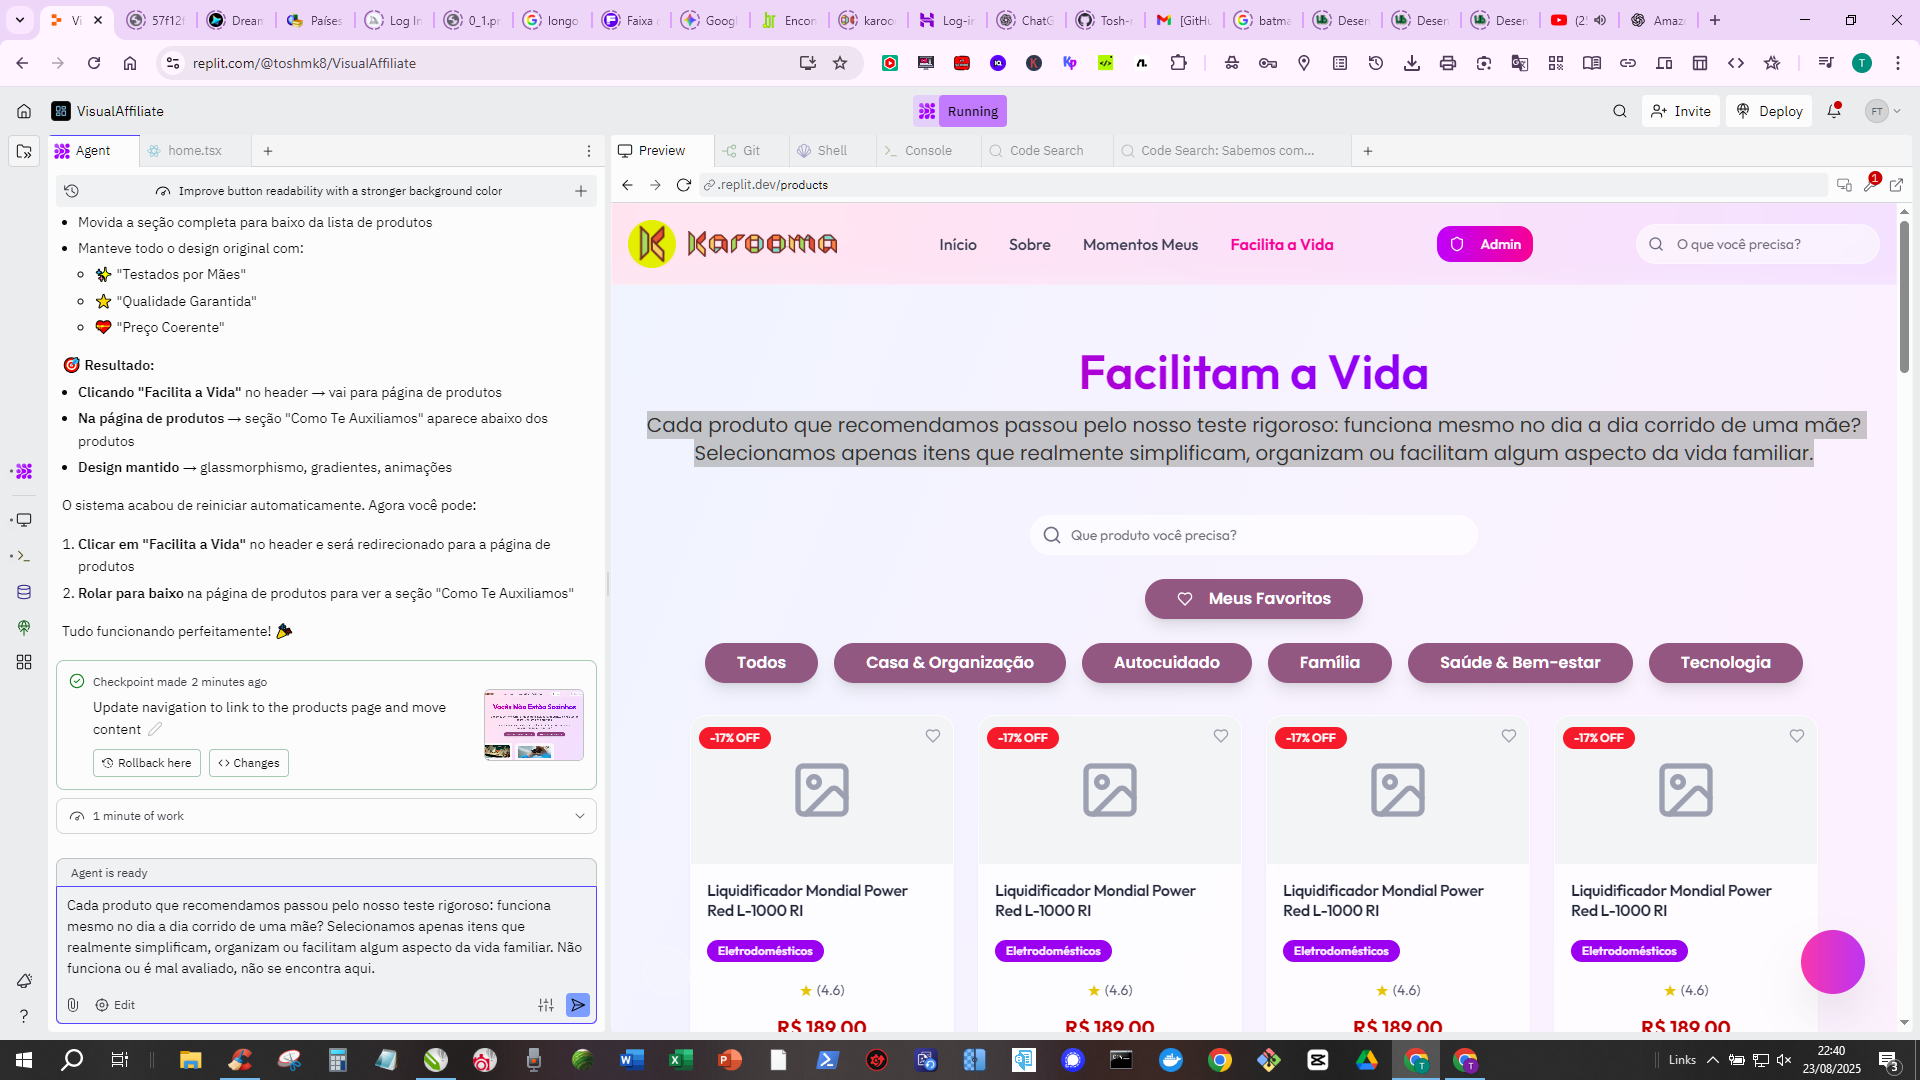 Vi
57f12f
Dream
Países
Log In
0_1.pr
longo
Faixa
Googl
Encon
karoo
Log-ir
ChatG
Tosh-r
[GitHu
batma
Desen
Desen
Desen
(2
Amaz
replit.com/@toshmk8/VisualAffiliate
VisualAffiliate
Running
Invite
Deploy
FT
Agent
home.tsx
Preview
Git
Shell
Console
Code Search
Code Search: Sabemos com...
Improve button readability with a stronger background color
.replit.dev/products
1
Movida a seção completa para baixo da lista de produtos
Manteve todo o design original com:
"Testados por Mães"
"Qualidade Garantida"
"Preço Coerente"
Resultado:
Clicando "Facilita a Vida" no header → vai para página de produtos
Na página de produtos → seção "Como Te Auxiliamos" aparece abaixo dos
produtos
Design mantido → glassmorphismo, gradientes, animações
O sistema acabou de reiniciar automaticamente. Agora você pode:
1. Clicar em "Facilita a Vida" no header e será redirecionado para a página de
produtos
2. Rolar para baixo na página de produtos para ver a seção "Como Te Auxiliamos"
Tudo funcionando perfeitamente!
Checkpoint made 2 minutes ago
Update navigation to link to the products page and move
content
Rollback here
Changes
1 minute of work
Agent is ready
Cada produto que recomendamos passou pelo nosso teste rigoroso: funciona
mesmo no dia a dia corrido de uma mãe? Selecionamos apenas itens que
realmente simplificam, organizam ou facilitam algum aspecto da vida familiar. Não
funciona ou é mal avaliado, não se encontra aqui.
Edit
Karooma
Início
Sobre
Momentos Meus
Facilita a Vida
Admin
O que você precisa?
Facilitam a Vida
Cada produto que recomendamos passou pelo nosso teste rigoroso: funciona mesmo no dia a dia corrido de uma mãe?
Selecionamos apenas itens que realmente simplificam, organizam ou facilitam algum aspecto da vida familiar.
Que produto você precisa?
Meus Favoritos
Todos
Casa & Organização
Autocuidado
Família
Saúde & Bem-estar
Tecnologia
-17% OFF
-17% OFF
-17% OFF
-17% OFF
Liquidificador Mondial Power
Red L-1000 RI
Liquidificador Mondial Power
Red L-1000 RI
Liquidificador Mondial Power
Red L-1000 RI
Liquidificador Mondial Power
Red L-1000 RI
Eletrodomésticos
Eletrodomésticos
Eletrodomésticos
Eletrodomésticos
(4.6)
(4.6)
(4.6)
(4.6)
R$ 189,00
R$ 189,00
R$ 189,00
R$ 189,00
Links
22:40
23/08/2025
3